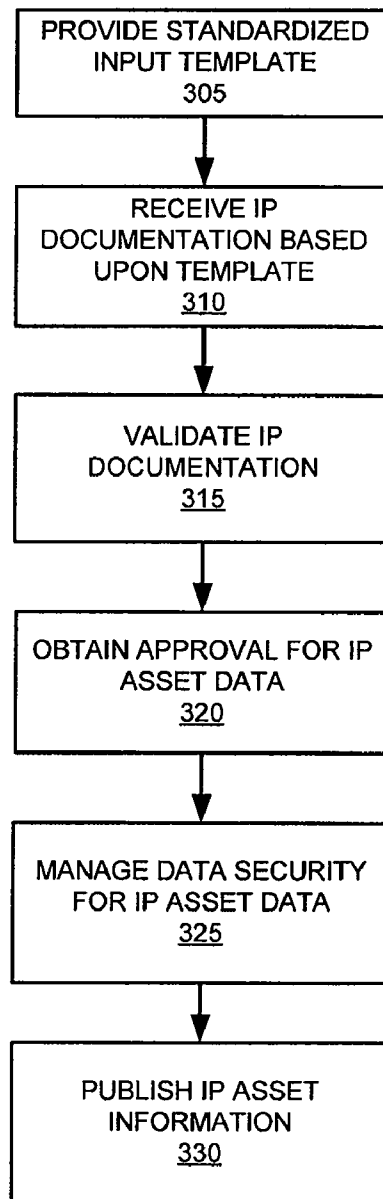 PROVIDE STANDARDIZED
INPUT TEMPLATE
305
RECEIVE IP
DOCUMENTATION BASED
UPON TEMPLATE
310
VALIDATE IP
DOCUMENTATION
315
OBTAIN APPROVAL FOR IP
ASSET DATA
320
MANAGE DATA SECURITY
FOR IP ASSET DATA
325
PUBLISH IP ASSET
INFORMATION
330